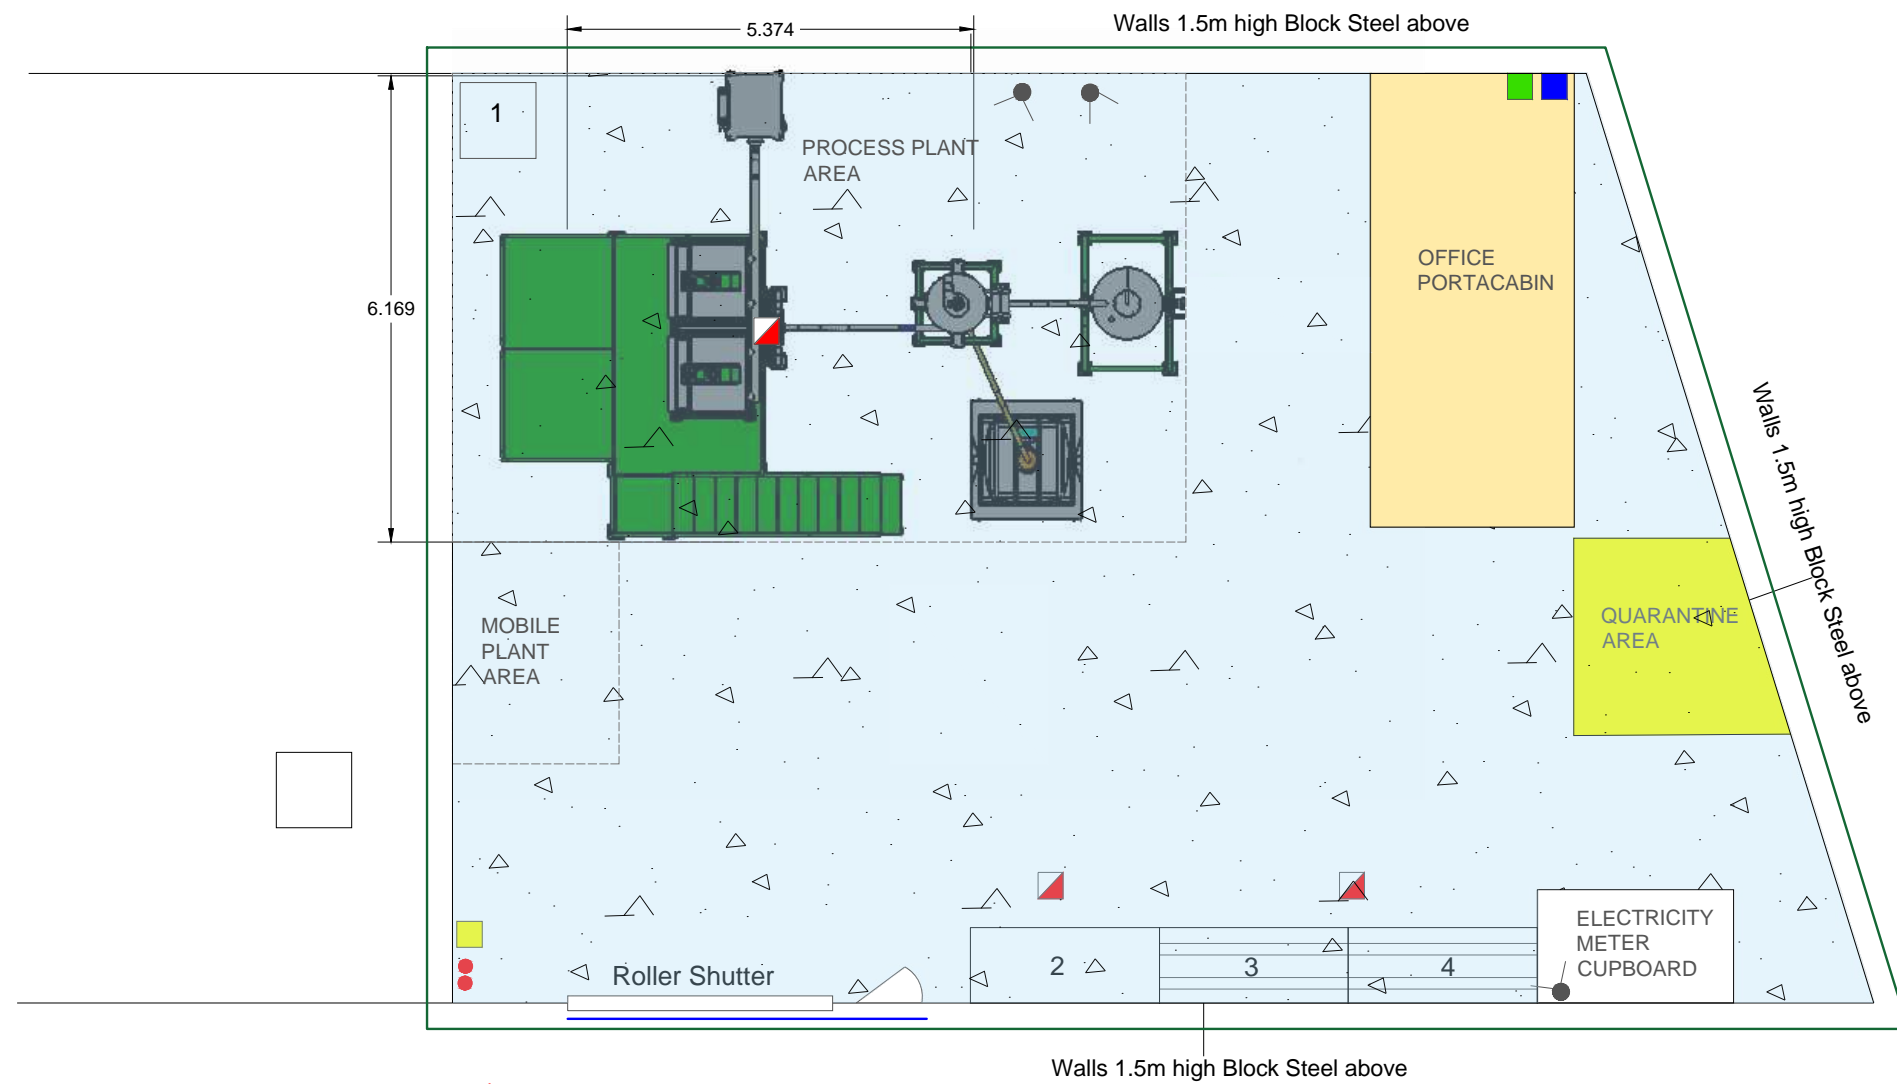 Walls 1.5m high Block Steel above
5.374
1
PROCESS PLANT
AREA
OFFICE
PORTACABIN
6.169
Walls 1.5m high Block Steel above
MOBILE
PLANT
AREA
QUARANTINE
AREA
ELECTRICITY
METER
CUPBOARD
Roller Shutter
2
3
4
Walls 1.5m high Block Steel above